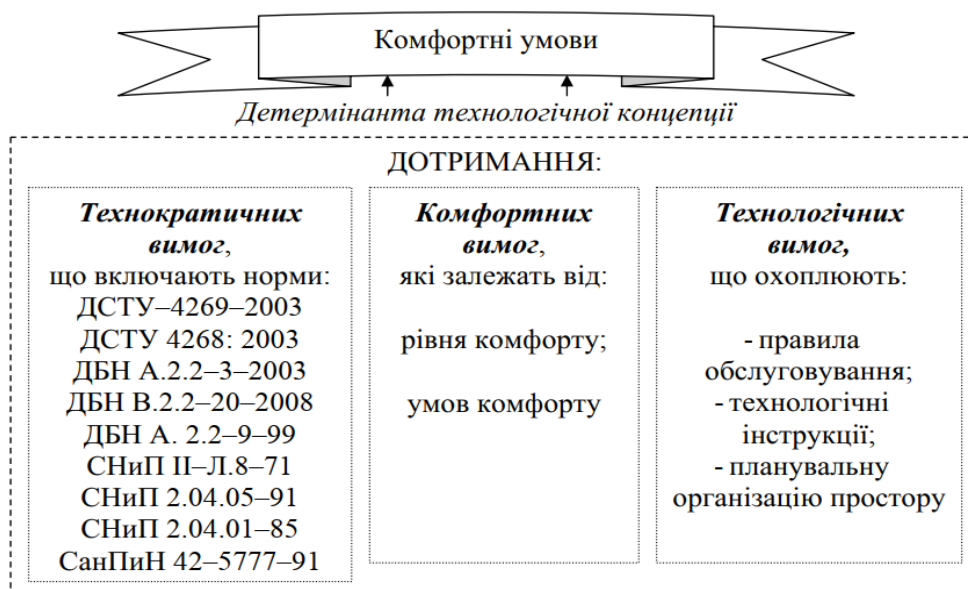 Комфортні умови
Детермінанта технологічної концепції
ДОТРИМАННЯ:
Технократичних
вимог,
що включають норми:
ДСТУ–4269–2003
ДСТУ 4268: 2003
ДБН А.2.2–3–2003
ДБН В.2.2–20–2008
ДБН А. 2.2–9–99
СНиП II–Л.8–71
СНиП 2.04.05–91
СНиП 2.04.01–85
СанПиН 42–5777–91
Комфортних
вимог,
які залежать від:
рівня комфорту;
умов комфорту
Технологічних
вимог,
що охоплюють:
- правила
обслуговування;
- технологічні
інструкції;
- планувальну
організацію простору